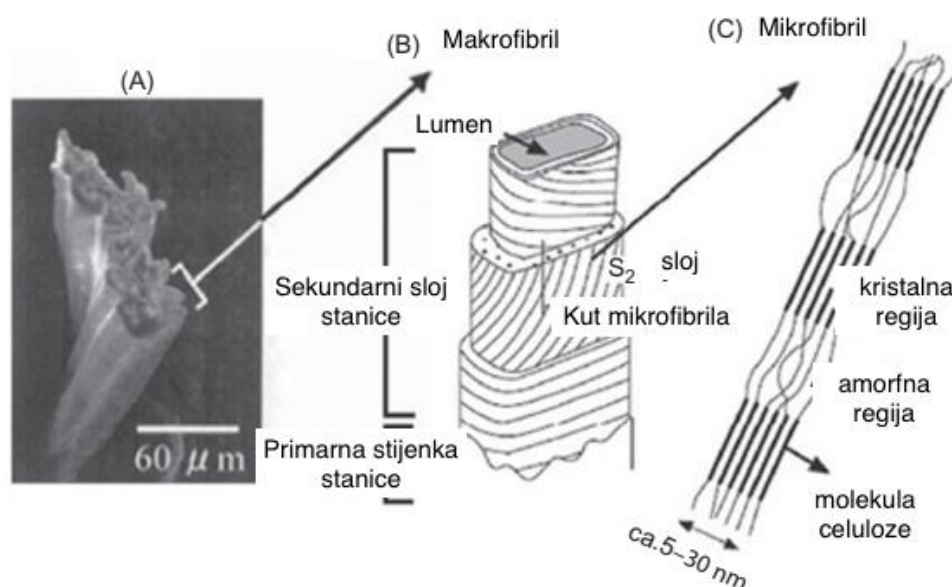 (A)
60 μm
(B) Makrofibril
Lumen
Sekundarni sloj
stanice
S2 sloj
Kut mikrofibrila
Primarna stijenka
stanice
(C) Mikrofibril
kristalna
regija
amorfna
regija
molekula
celuloze
ca.5–30 nm